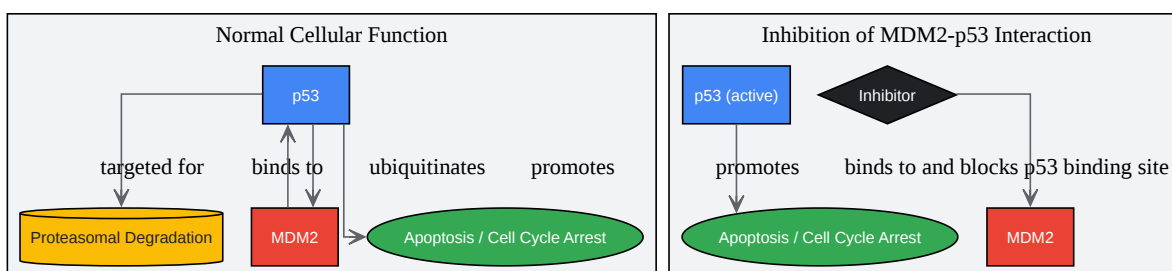 Normal Cellular Function
p53
targeted for
binds to
ubiquitinates
promotes
Proteasomal Degradation
MDM2
Apoptosis / Cell Cycle Arrest
Inhibition of MDM2-p53 Interaction
p53 (active)
Inhibitor
promotes
binds to and blocks p53 binding site
Apoptosis / Cell Cycle Arrest
MDM2